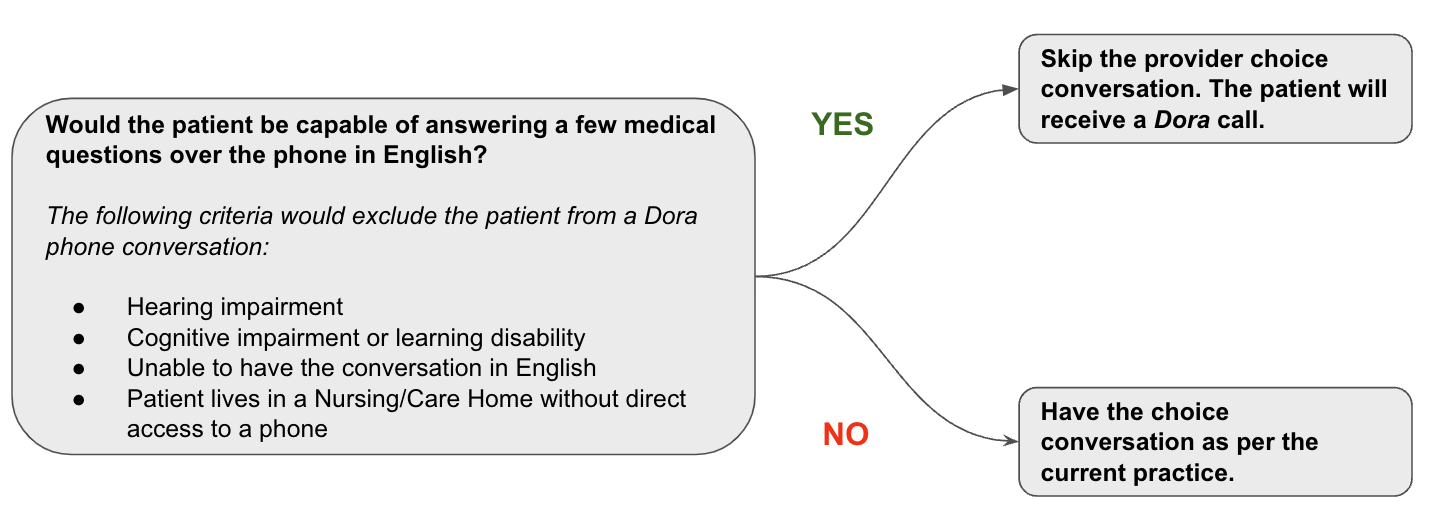 Would the patient be capable of answering a few medical
questions over the phone in English?
The following criteria would exclude the patient from a Dora
phone conversation:
● Hearing impairment
● Cognitive impairment or learning disability
● Unable to have the conversation in English
● Patient lives in a Nursing/Care Home without direct
access to a phone
YES
Skip the provider choice
conversation. The patient will
receive a Dora call.
NO
Have the choice
conversation as per the
current practice.